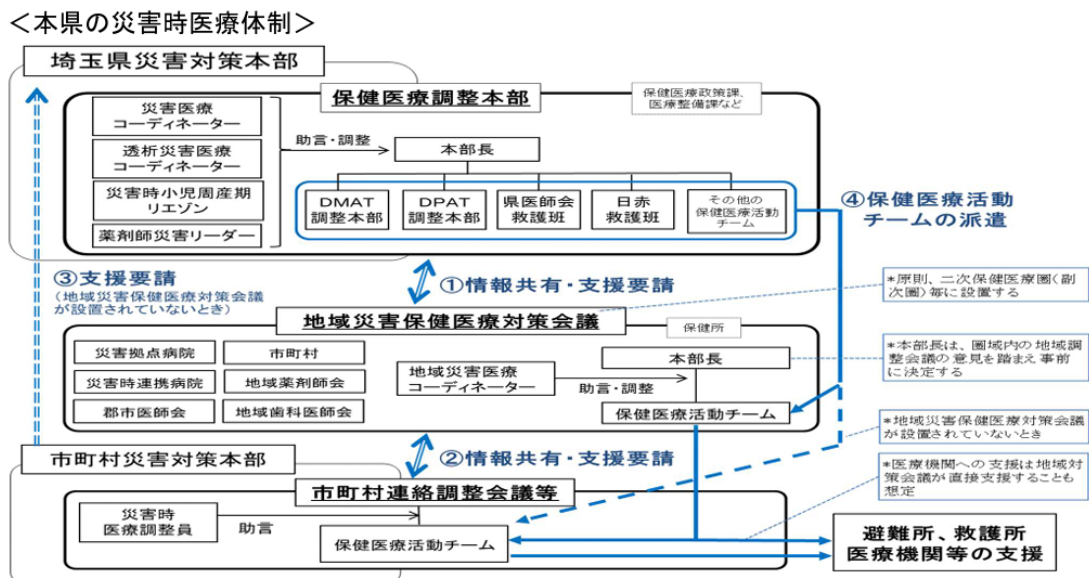 ＜本県の災害時医療体制＞
埼玉県災害対策本部
保健医療調整本部
保健医療政策課、
医療整備課など
災害医療
コーディネーター
透析災害医療
コーディネーター
災害時小児周産期
リエゾン
薬剤師災害リーダー
助言・調整
本部長
DMAT
調整本部
DPAT
調整本部
県医師会
救護班
日赤
救護班
その他の
保健医療活動
チーム
④保健医療活動
チームの派遣
③支援要請
（地域災害保健医療対策会議
が設置されていないとき）
①情報共有・支援要請
＊原則、二次保健医療圏（副
次圏）毎に設置する
地域災害保健医療対策会議
保健所
災害拠点病院
市町村
災害時連携病院
地域薬剤師会
郡市医師会
地域歯科医師会
地域災害医療
コーディネーター
助言・調整
本部長
保健医療活動チーム
＊本部長は、圏域内の地域調
整会議の意見を踏まえ事前
に決定する
＊地域災害保健医療対策会議
が設置されていないとき
②情報共有・支援要請
市町村災害対策本部
＊医療機関への支援は地域対
策会議が直接支援することも
想定
市町村連絡調整会議等
災害時
医療調整員
助言
保健医療活動チーム
避難所、救護所
医療機関等の支援